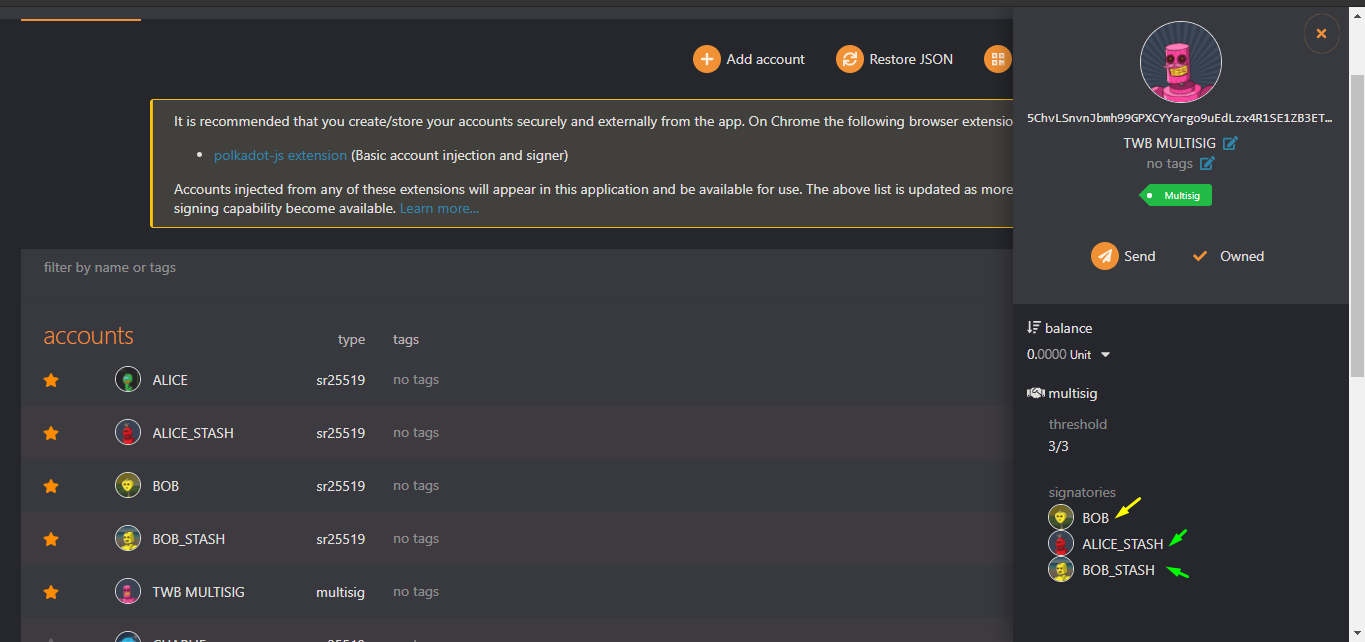 Add account
Restore JSON
It is recommended that you create/store your accounts securely and externally from the app. On Chrome the following browser extensio
polkadot-js extension (Basic account injection and signer)
Accounts injected from any of these extensions will appear in this application and be available for use. The above list is updated as more
signing capability become available. Learn more...
filter by name or tags
accounts type tags
ALICE sr25519 no tags
ALICE_STASH sr25519 no tags
BOB sr25519 no tags
BOB_STASH sr25519 no tags
TWB MULTISIG multisig no tags
5ChvLSnvnJbmh99GPXCYYargo9uEdLzx4R1SE1ZB3ET…
TWB MULTISIG
no tags
Multisig
Send
Owned
balance
0.0000 Unit
multisig
threshold
3/3
signatories
BOB
ALICE_STASH
BOB_STASH